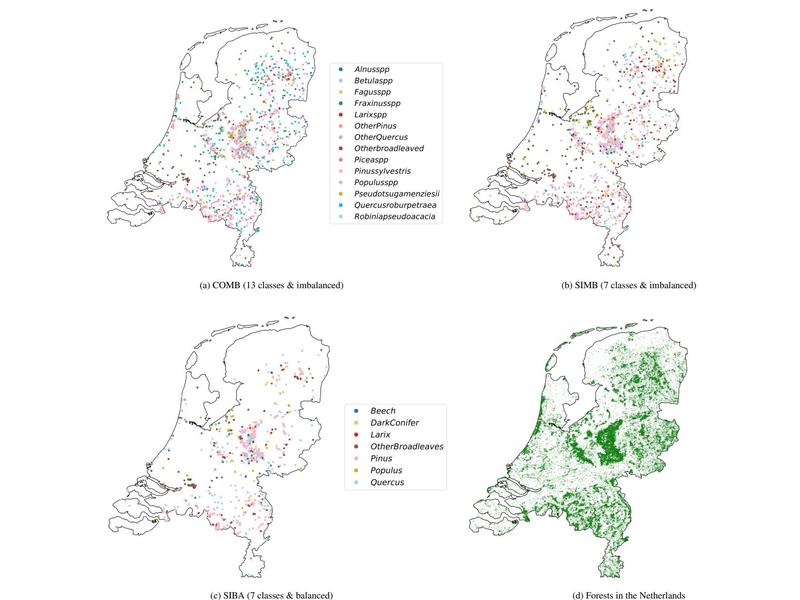 Alnusspp
Betulaspp
Fagusspp
Fraxinusspp
Larixspp
OtherPinus
OtherQuercus
Otherbroadleaved
Piceaspp
Pinussylvestris
Populusspp
Pseudotsugamenziesii
Quercusroburpetraea
Robiniapseudoacacia
(a) COMB (13 classes & imbalanced)
(b) SIMB (7 classes & imbalanced)
Beech
DarkConifer
Larix
OtherBroadleaves
Pinus
Populus
Quercus
(c) SIBA (7 classes & balanced)
(d) Forests in the Netherlands